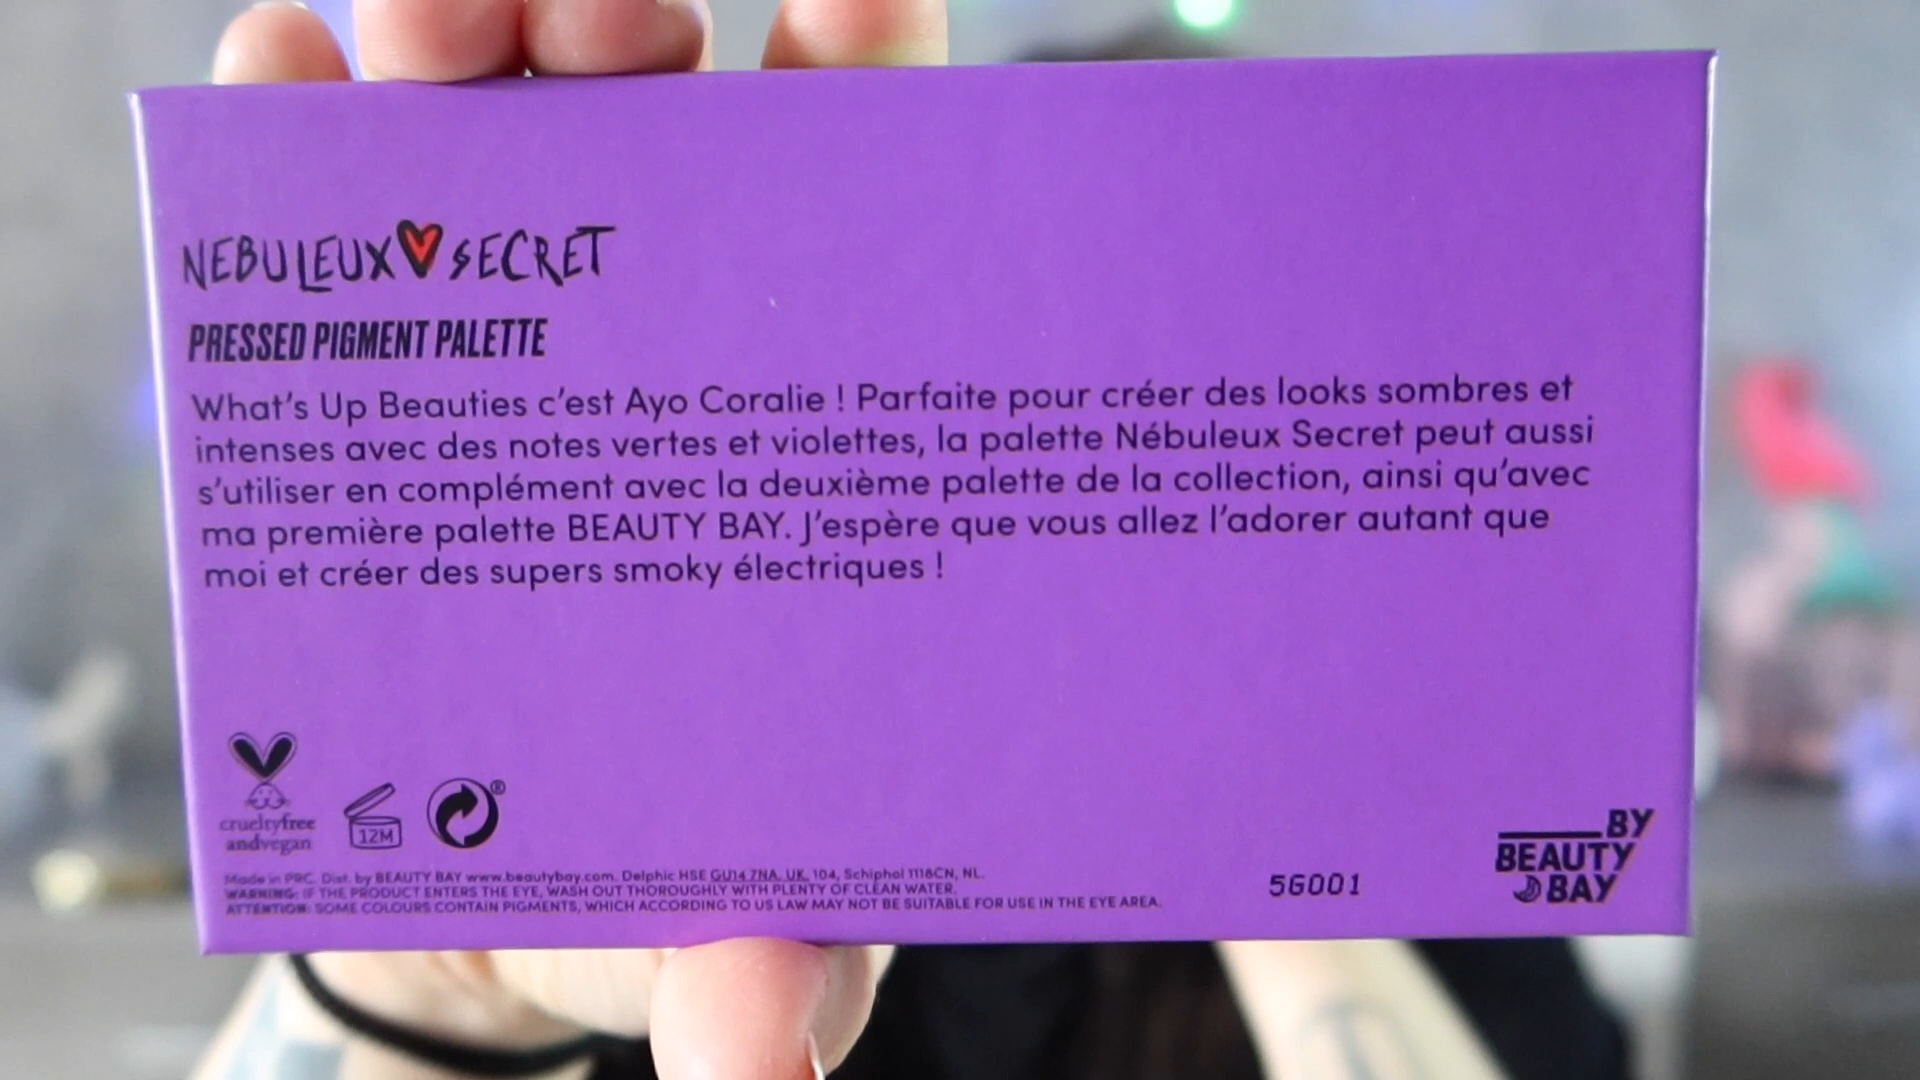 NEBULEUX SECRET
PRESSED PIGMENT PALETTE
What's Up Beauties c'est Ayo Coralie ! Parfaite pour créer des looks sombres et
intenses avec des notes vertes et violettes, la palette Nébuleux Secret peut aussi
s'utiliser en complément avec la deuxième palette de la collection, ainsi qu'avec
ma première palette BEAUTY BAY. J'espère que vous allez l'adorer autant que
moi et créer des supers smoky électriques !
crueltyfree
andvegan
12M
®
Made in PRC. Dist. by BEAUTY BAY www.beautybay.com. Delphic HSE GU14 7NA, UK. 104, Schiphol 1118CN, NL.
WARNING: IF THE PRODUCT ENTERS THE EYE, WASH OUT THOROUGHLY WITH PLENTY OF CLEAN WATER.
ATTENTION: SOME COLOURS CONTAIN PIGMENTS, WHICH ACCORDING TO US LAW MAY NOT BE SUITABLE FOR USE IN THE EYE AREA.
56001
BY
BEAUTY
BAY